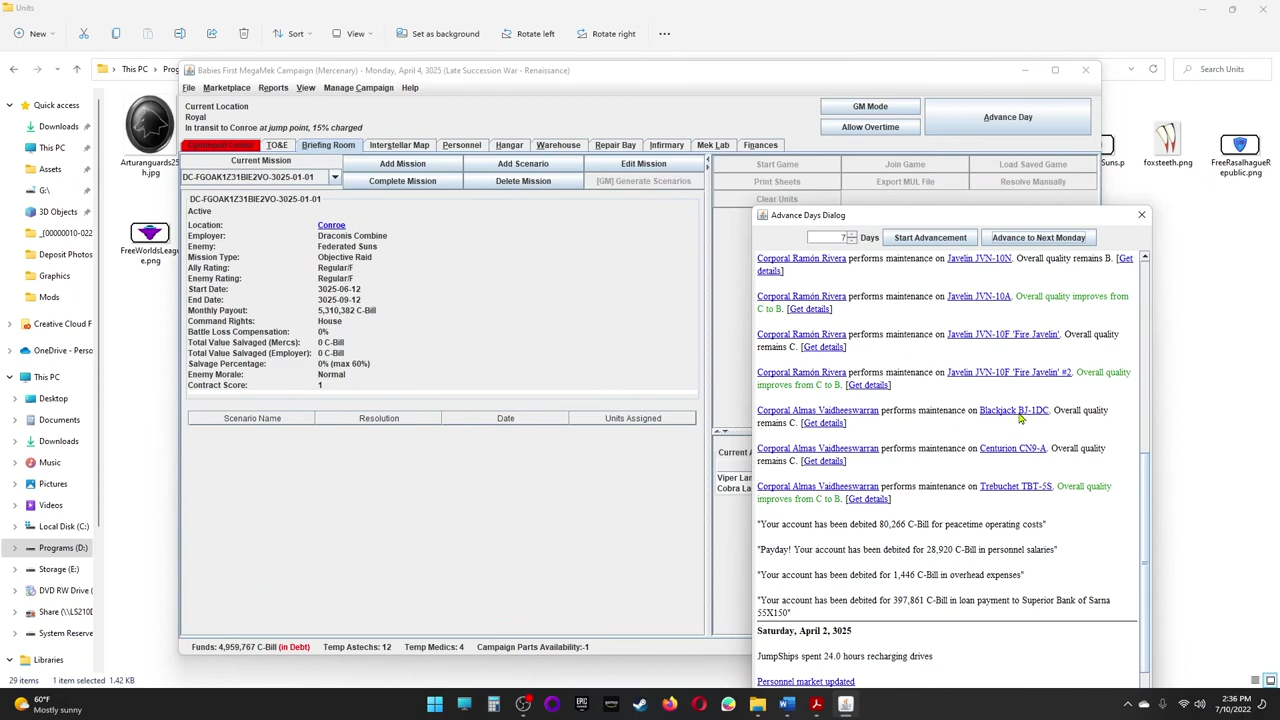 Units
New
Sort
View
Set as background
Rotate left
Rotate right
This PC
Search Units
Quick access
Downloads
This PC
Assets
G:\
3D Objects
_(00000010-022
Deposit Photos
Graphics
Mods
Creative Cloud F
OneDrive - Perso
This PC
Desktop
Documents
Downloads
Music
Pictures
Videos
Local Disk (C:)
Programs (D:)
Storage (E:)
DVD RW Drive (
Share (\\LS210D
System Reserve
Libraries
29 items
1 item selected 1.42 KB
Arturanguards25
h.jpg
FreeWorldsLeag
e.png
foxsteeth.png
FreeRasalhagueR
epublic.png
Babies First MegaMek Campaign (Mercenary) - Monday, April 4, 3025 (Late Succession War - Renaissance)
File Marketplace Reports View Manage Campaign Help
Current Location
Royal
In transit to Conroe at jump point, 15% charged
GM Mode
Allow Overtime
Advance Day
TO&E
Briefing Room
Interstellar Map
Personnel
Hangar
Warehouse
Repair Bay
Infirmary
Mek Lab
Finances
Current Mission
DC-FGOAK1Z31BIE2VO-3025-01-01
Add Mission
Add Scenario
Edit Mission
Complete Mission
Delete Mission
[GM] Generate Scenarios
Start Game
Join Game
Load Saved Game
Print Sheets
Export MUL File
Resolve Manually
Clear Units
DC-FGOAK1Z31BIE2VO-3025-01-01
Active
Location: Conroe
Employer: Draconis Combine
Enemy: Federated Suns
Mission Type: Objective Raid
Ally Rating: Regular/F
Enemy Rating: Regular/F
Start Date: 3025-06-12
End Date: 3025-09-12
Monthly Payout: 5,310,382 C-Bill
Command Rights: House
Battle Loss Compensation: 0%
Total Value Salvaged (Mercs): 0 C-Bill
Total Value Salvaged (Employer): 0 C-Bill
Salvage Percentage: 0% (max 60%)
Enemy Morale: Normal
Contract Score: 1
Scenario Name Resolution Date Units Assigned
Current A
Viper Lan
Cobra La
Funds: 4,959,767 C-Bill (in Debt) Temp Astechs: 12 Temp Medics: 4 Campaign Parts Availability:-1
Advance Days Dialog
7 Days
Start Advancement
Advance to Next Monday
Corporal Ramón Rivera performs maintenance on Javelin JVN-10N. Overall quality remains B. [Get
details]
Corporal Ramón Rivera performs maintenance on Javelin JVN-10A. Overall quality improves from
C to B. [Get details]
Corporal Ramón Rivera performs maintenance on Javelin JVN-10F 'Fire Javelin'. Overall quality
remains C. [Get details]
Corporal Ramón Rivera performs maintenance on Javelin JVN-10F 'Fire Javelin' #2. Overall quality
improves from C to B. [Get details]
Corporal Almas Vaidheeswarran performs maintenance on Blackjack BJ-1DC. Overall quality
remains C. [Get details]
Corporal Almas Vaidheeswarran performs maintenance on Centurion CN9-A. Overall quality
remains C. [Get details]
Corporal Almas Vaidheeswarran performs maintenance on Trebuchet TBT-5S. Overall quality
improves from C to B. [Get details]
"Your account has been debited 80,266 C-Bill for peacetime operating costs"
"Payday! Your account has been debited for 28,920 C-Bill in personnel salaries"
"Your account has been debited for 1,446 C-Bill in overhead expenses"
"Your account has been debited for 397,861 C-Bill in loan payment to Superior Bank of Sarna
55X150"
Saturday, April 2, 3025
JumpShips spent 24.0 hours recharging drives
Personnel market updated
60°F
Mostly sunny
2:36 PM
7/10/2022